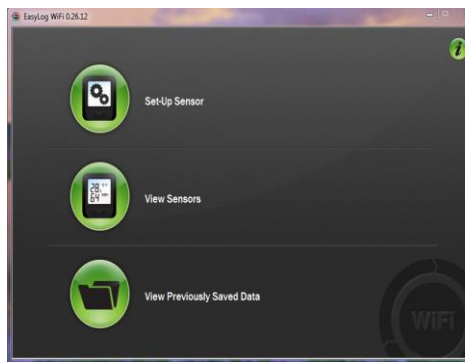 EasyLog WiFi 0.26.12
i
Set-Up Sensor
View Sensors
View Previously Saved Data
WiFi